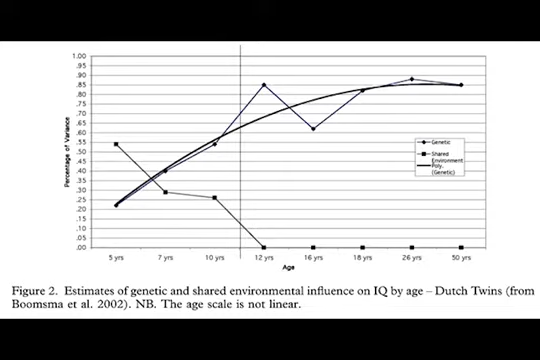 1.00
.95
.90
.85
.80
.75
.70
.65
.60
.55
.50
.45
.40
.35
.30
.25
.20
.15
.10
.05
.00
Percentage of Variance
Genetic
Shared
Environment
Poly.
(Genetic)
5 yrs 7 yrs 10 yrs 12 yrs 16 yrs 18 yrs 26 yrs 50 yrs
Age
Figure 2. Estimates of genetic and shared environmental influence on IQ by age – Dutch Twins (from
Boomsma et al. 2002). NB. The age scale is not linear.